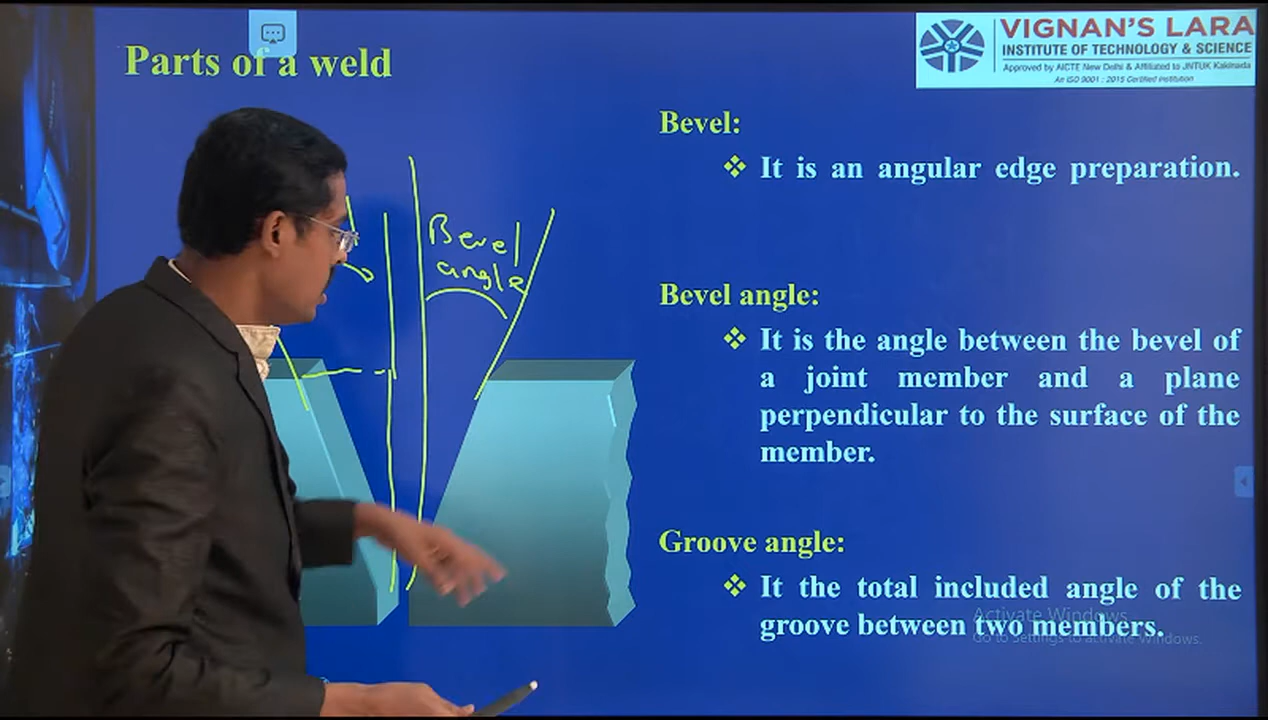 Parts of a weld
VIGNAN'S LARA
INSTITUTE OF TECHNOLOGY & SCIENCE
Approved by AICTE New Delhi & Affiliated to JNTUK Kakinada
An ISO 9001 : 2015 Certified Institution
Bevel:
❖ It is an angular edge preparation.
Bevel
angle
Bevel angle:
❖ It is the angle between the bevel of
a joint member and a plane
perpendicular to the surface of the
member.
Groove angle:
❖ It the total included angle of the
groove between two members.
Activate Windows
Go to Settings to activate Windows.